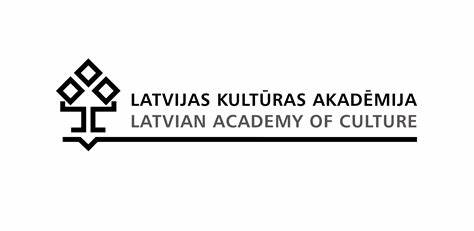 LATVIJAS KULTŪRAS AKADĒMIJA
LATVIAN ACADEMY OF CULTURE